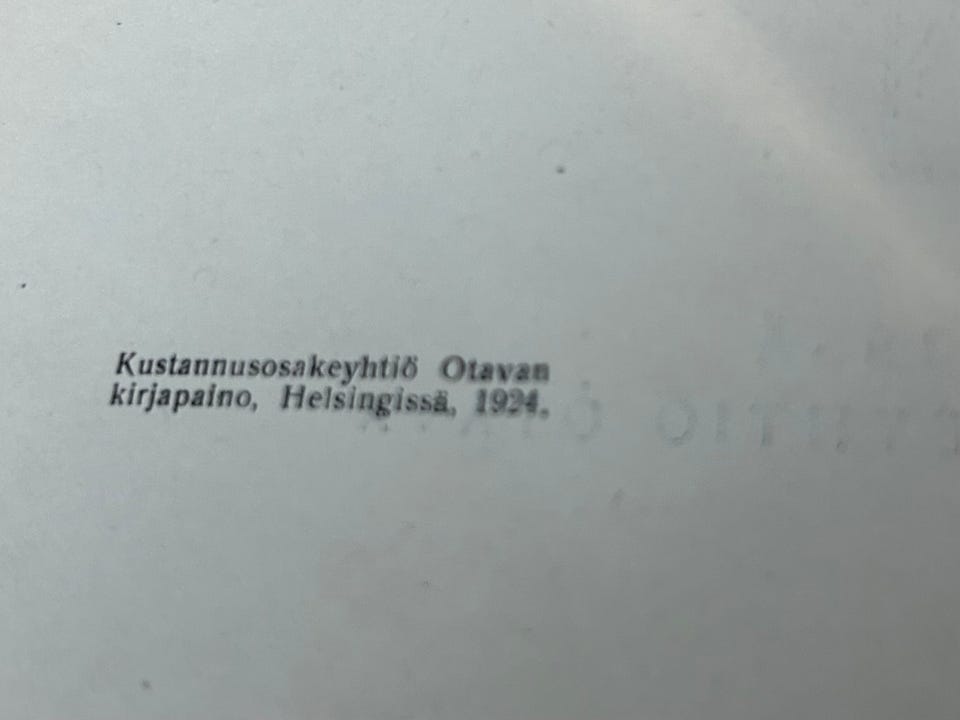 Kustannusosakeyhtiö Otavan
kirjapaino, Helsingissä, 1924.